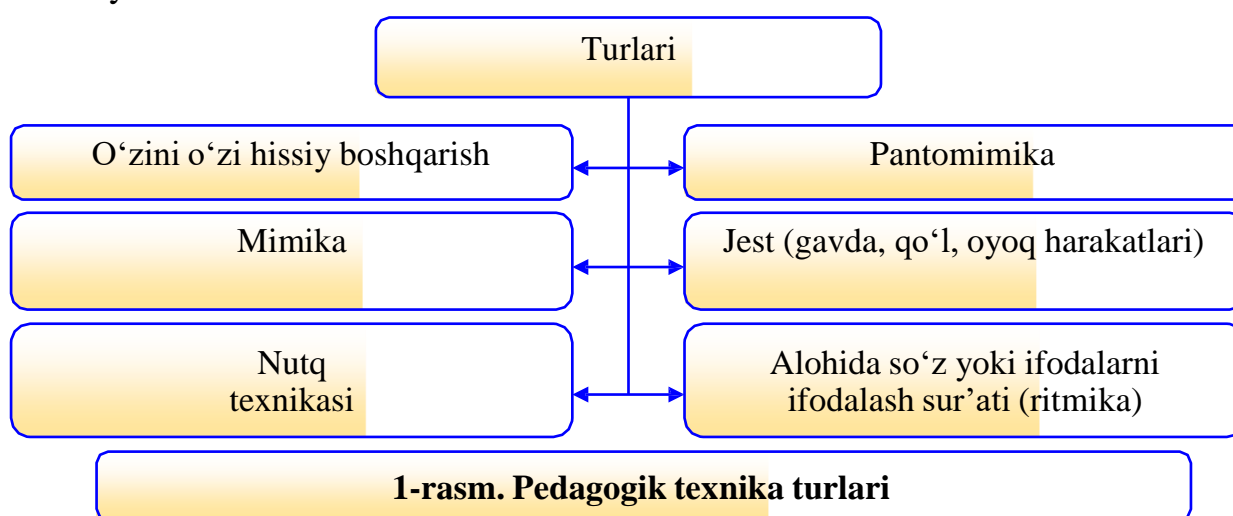 Turlari
O‘zini o‘zi hissiy boshqarish
Pantomimika
Mimika
Jest (gavda, qo‘l, oyoq harakatlari)
Nutq
texnikasi
Alohida so‘z yoki ifodalarni
ifodalash sur’ati (ritmika)
1-rasm. Pedagogik texnika turlari